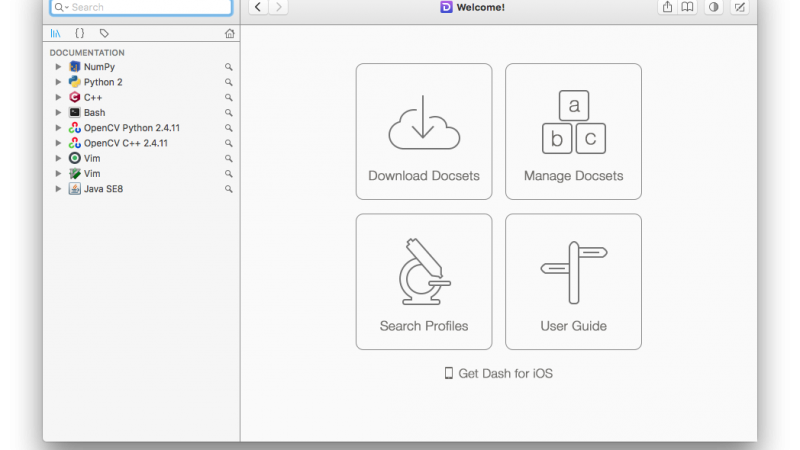 Search
Welcome!
DOCUMENTATION
NumPy
Python 2
C++
Bash
OpenCV Python 2.4.11
OpenCV C++ 2.4.11
Vim
Vim
Java SE8
Download Docsets
a
b c
Manage Docsets
Search Profiles
User Guide
Get Dash for iOS